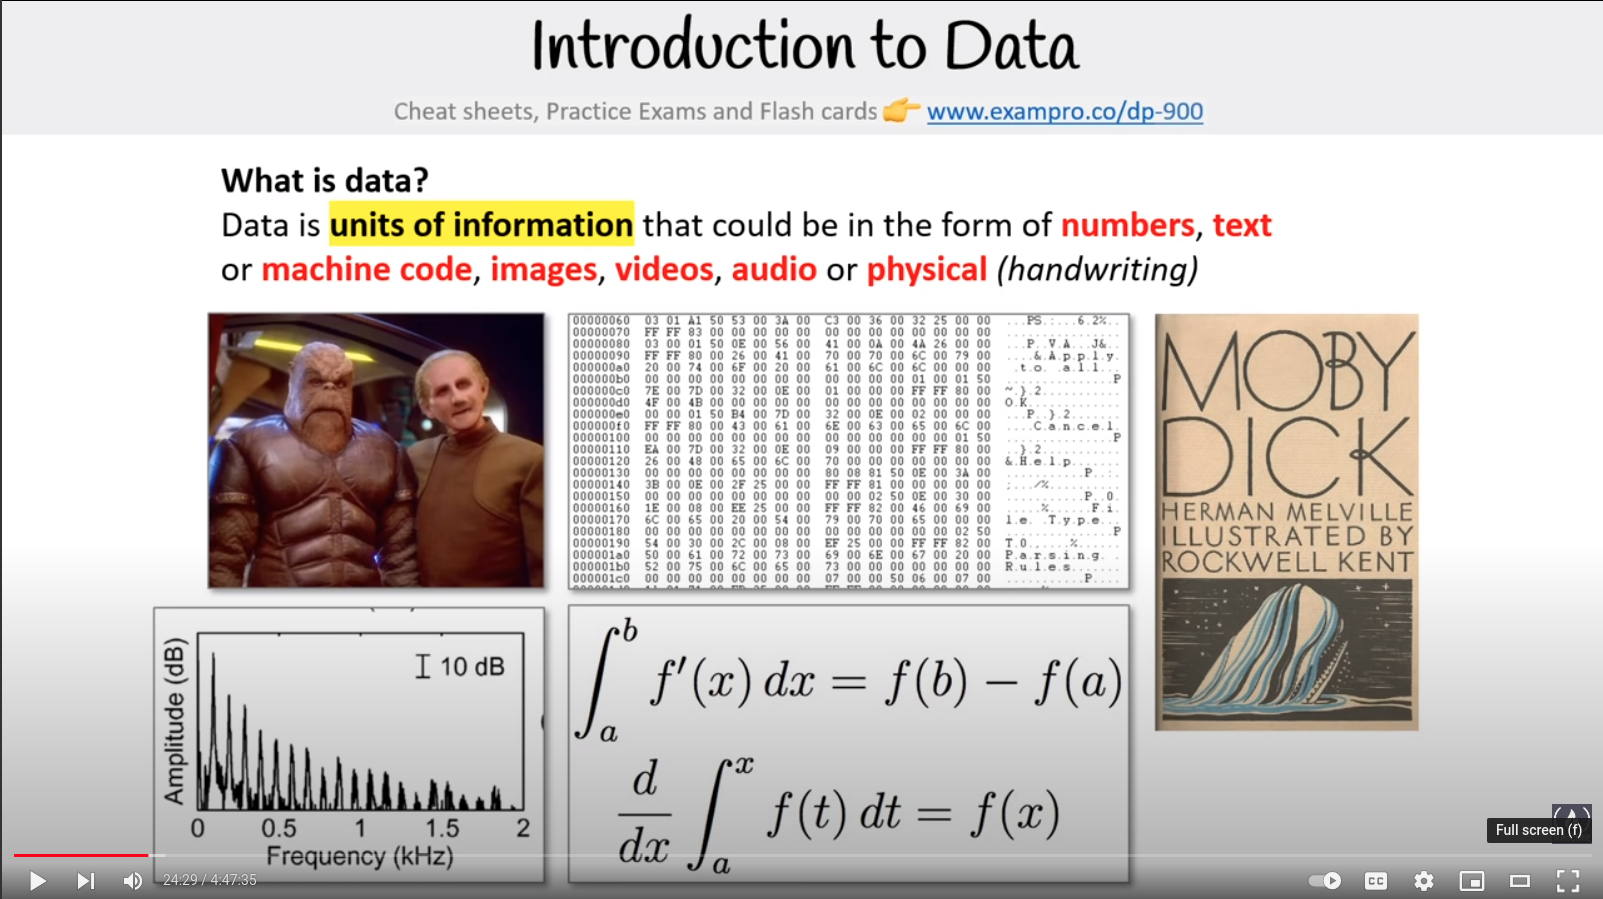 Introduction to Data
Cheat sheets, Practice Exams and Flash cards 👉 www.exampro.co/dp-900
What is data?
Data is units of information that could be in the form of numbers, text
or machine code, images, videos, audio or physical (handwriting)
00000060 03 01 A1 50 53 00 3A 00 C3 00 36 00 32 25 00 00 ...PS.:...6.2%..
00000070 FF FF 83 00 00 00 00 00 00 00 00 00 00 00 00 00
00000080 03 00 01 50 0E 00 56 00 41 00 0A 00 4A 26 00 00 ...P..V.A...J&..
00000090 FF FF 80 00 26 00 41 00 70 00 70 00 6C 00 79 00 ....&.A.p.p.l.y.
000000a0 20 00 74 00 6F 00 20 00 61 00 6C 00 6C 00 00 00 .t.o. .a.l.l...
000000b0 00 00 00 00 00 00 00 00 00 00 00 00 01 00 01 50 P
000000c0 7E 00 7D 00 32 00 0E 00 01 00 00 00 FF FF 80 00 ~.}.2
000000d0 4F 00 4B 00 00 00 00 00 00 00 00 00 00 00 00 00 O.K.
000000e0 00 00 01 50 B4 00 7D 00 32 00 0E 00 02 00 00 00 ...P..}.2
000000f0 FF FF 80 00 43 00 61 00 6E 00 63 00 65 00 6C 00 ....C.a.n.c.e.l.
00000100 00 00 00 00 00 00 00 00 00 00 00 00 00 00 01 50 P
00000110 EA 00 7D 00 32 00 0E 00 09 00 00 00 FF FF 80 00 ..}.2
00000120 26 00 48 00 65 00 6C 00 70 00 00 00 00 00 00 00 &.H.e.l.p
00000130 00 00 00 00 00 00 00 00 80 08 81 50 0E 00 3A 00 P :.
00000140 3B 00 0E 00 2F 25 00 00 FF FF 81 00 00 00 00 00 ;.../%
00000150 00 00 00 00 00 00 00 00 00 00 02 50 0E 00 30 00 P..0.
00000160 1E 00 08 00 EE 25 00 00 FF FF 82 00 46 00 69 00 % F.i.
00000170 6C 00 65 00 20 00 54 00 79 00 70 00 65 00 00 00 l.e. .T.y.p.e...
00000180 00 00 00 00 00 00 00 00 00 00 00 00 00 00 02 50 P
00000190 54 00 30 00 2C 00 08 00 EF 25 00 00 FF FF 82 00 T.0
000001a0 50 00 61 00 72 00 73 00 69 00 6E 00 67 00 20 00 P.a.r.s.i.n.g. .
000001b0 52 00 75 00 6C 00 65 00 73 00 00 00 00 00 00 00 R.u.l.e.s
000001c0 00 00 00 00 00 00 00 00 07 00 00 50 06 00 07 00 P
MOBY
DICK
HERMAN MELVILLE
ILLUSTRATED BY
ROCKWELL KENT
10 dB
Amplitude (dB)
0 0.5 1 1.5 2
Frequency (kHz)
∫ₐᵇ f′(x) dx = f(b) − f(a)
d/dx ∫ₐˣ f(t) dt = f(x)
Full screen (f)
24:29 / 4:47:35
CC